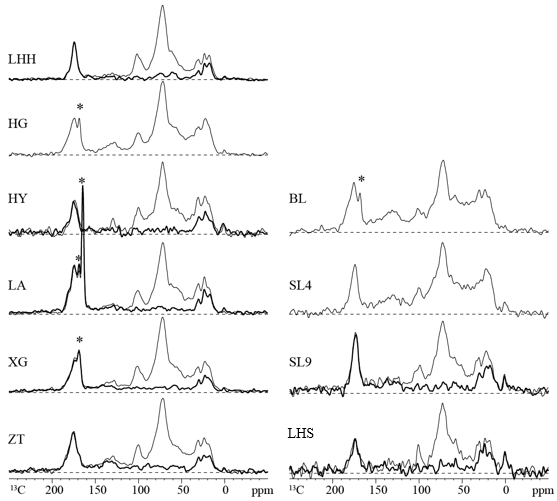 LHH
HG
*
HY
*
LA
*
XG
*
ZT
¹³C 200 150 100 50 0 ppm
BL
*
SL4
SL9
LHS
¹³C 200 150 100 50 0 ppm